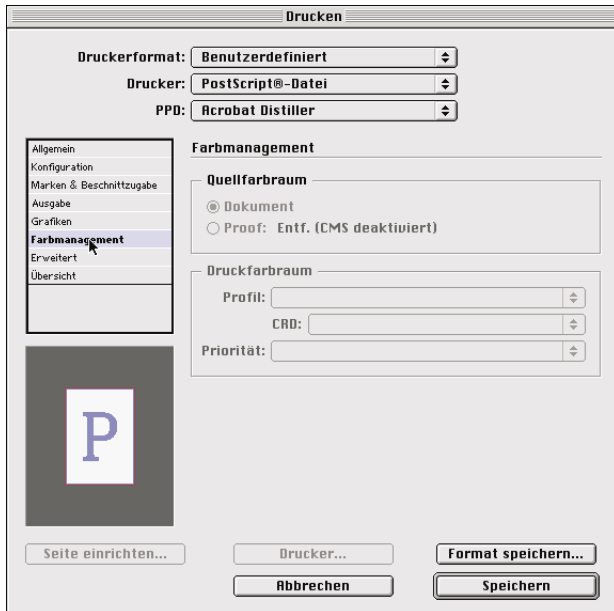 Drucken
Druckerformat: Benutzerdefiniert
Drucker: PostScript®-Datei
PPD: Acrobat Distiller
Allgemein
Konfiguration
Marken & Beschnittzugabe
Ausgabe
Grafiken
Farbmanagement
Erweitert
Übersicht
Farbmanagement
Quellfarbraum
Dokument
Proof: Entf. (CMS deaktiviert)
Druckfarbraum
Profil:
CRD:
Priorität:
P
Seite einrichten... Drucker... Format speichern...
Abbrechen Speichern